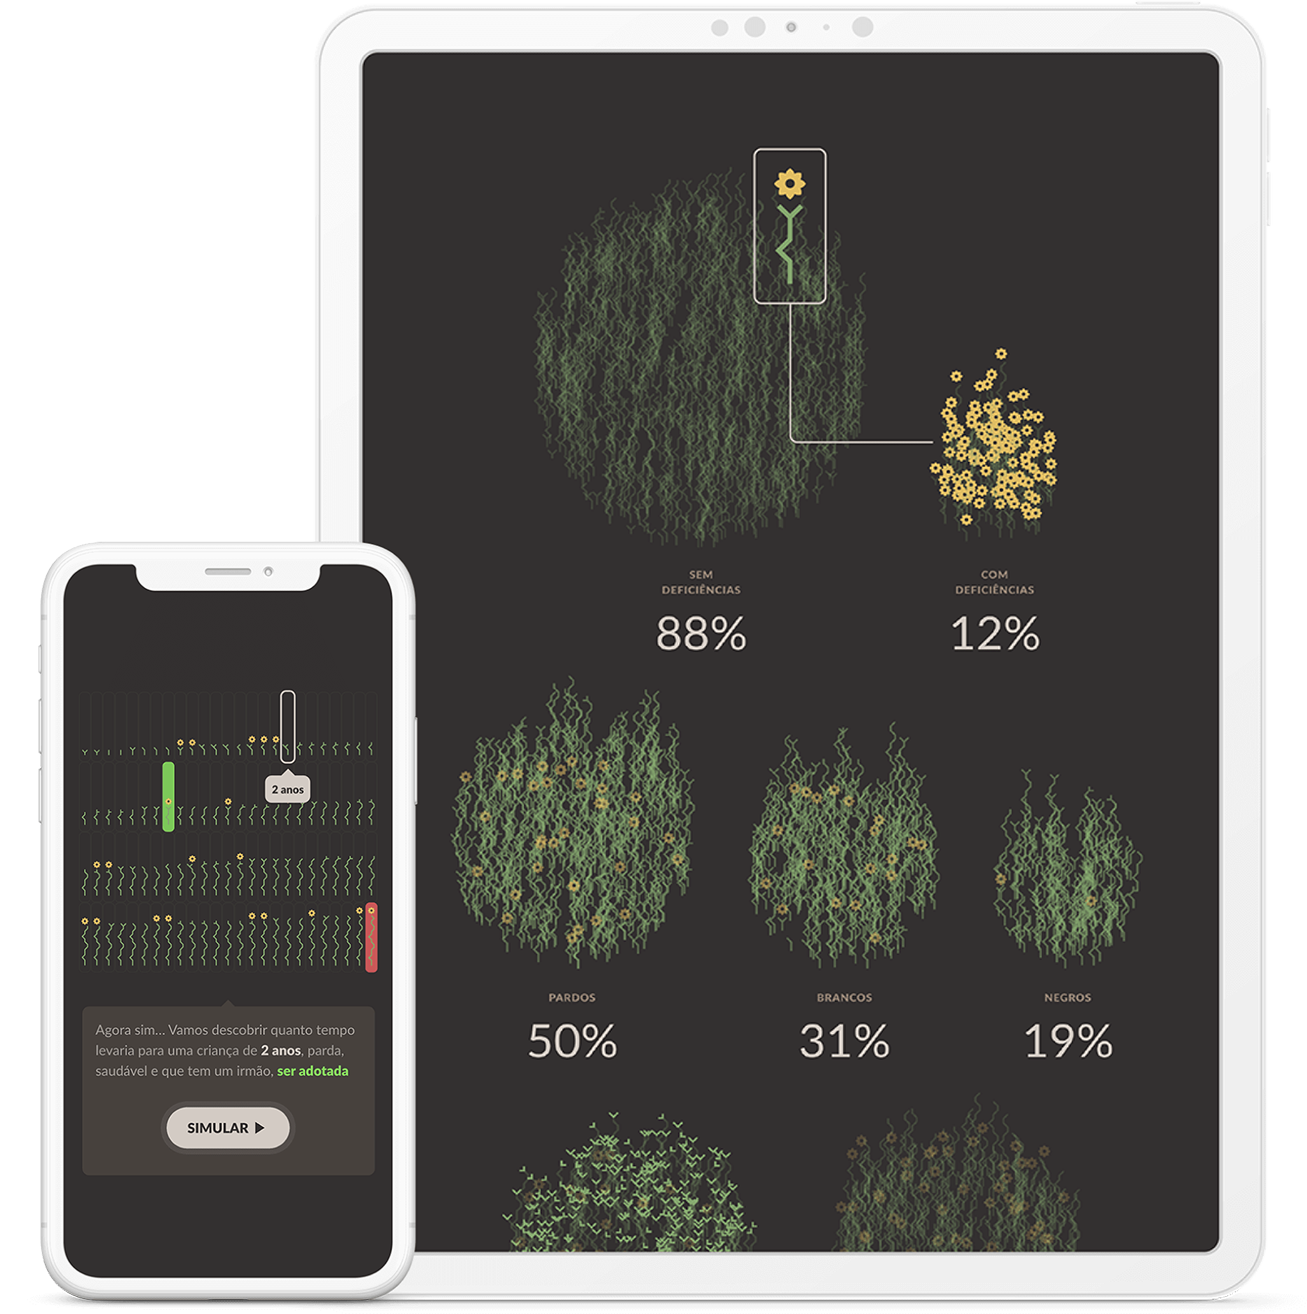 SEM
DEFICIÊNCIAS
88%
COM
DEFICIÊNCIAS
12%
PARDOS
50%
BRANCOS
31%
NEGROS
19%
2 anos
Agora sim... Vamos descobrir quanto tempo
levaria para uma criança de 2 anos, parda,
saudável e que tem um irmão, ser adotada
SIMULAR